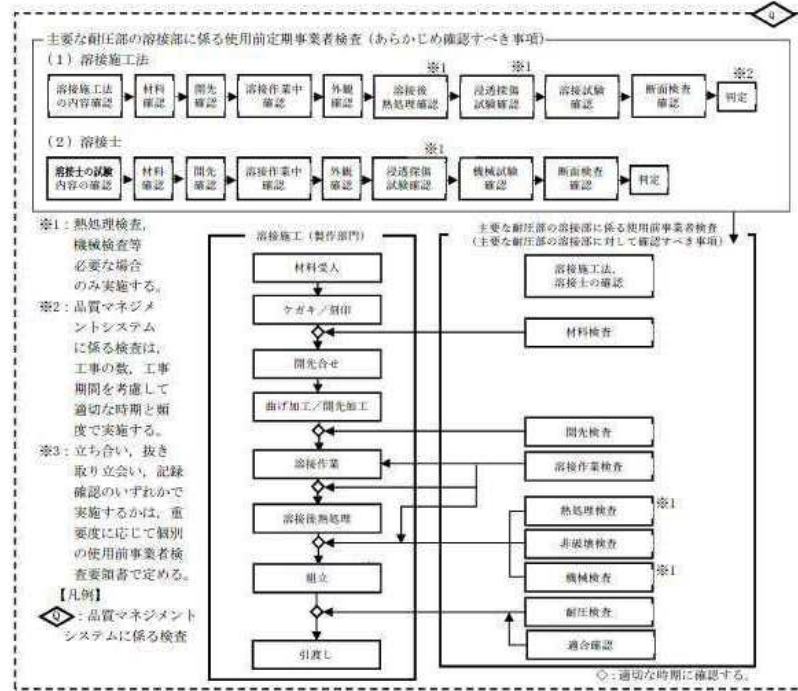 Q
主要な耐圧部の溶接部に係る使用前定期事業者検査（あらかじめ確認すべき事項）
（１）溶接施工法
※1
※1
※2
溶接施工法
の内容確認
材料
確認
開先
確認
溶接作業中
確認
外観
確認
溶接後
熱処理確認
浸透探傷
試験確認
溶接試験
確認
断面検査
確認
判定
（２）溶接士
※1
溶接士の試験
内容の確認
材料
確認
開先
確認
溶接作業中
確認
外観
確認
浸透探傷
試験確認
機械試験
確認
断面検査
確認
判定
※1：熱処理検査，
機械検査等
必要な場合
のみ実施する。
※2：品質マネジメ
ントシステム
に係る検査は，
工事の数，工事
期間を考慮して
適切な時期と頻
度で実施する。
※3：立ち合い，抜き
取り立会い，記録
確認のいずれかで
実施するかは，重
要度に応じて個別
の使用前事業者検
査要領書で定める。
【凡例】
Q：品質マネジメント
システムに係る検査
溶接施工（製作部門）
材料受入
ケガキ／刻印
開先合せ
曲げ加工／開先加工
溶接作業
溶接後熱処理
組立
引渡し
主要な耐圧部の溶接部に係る使用前事業者検査
（主要な耐圧部の溶接部に対して確認すべき事項）
溶接施工法，
溶接士の確認
材料検査
開先検査
溶接作業検査
熱処理検査
※1
非破壊検査
機械検査
※1
耐圧検査
適合確認
◇：適切な時期に確認する。